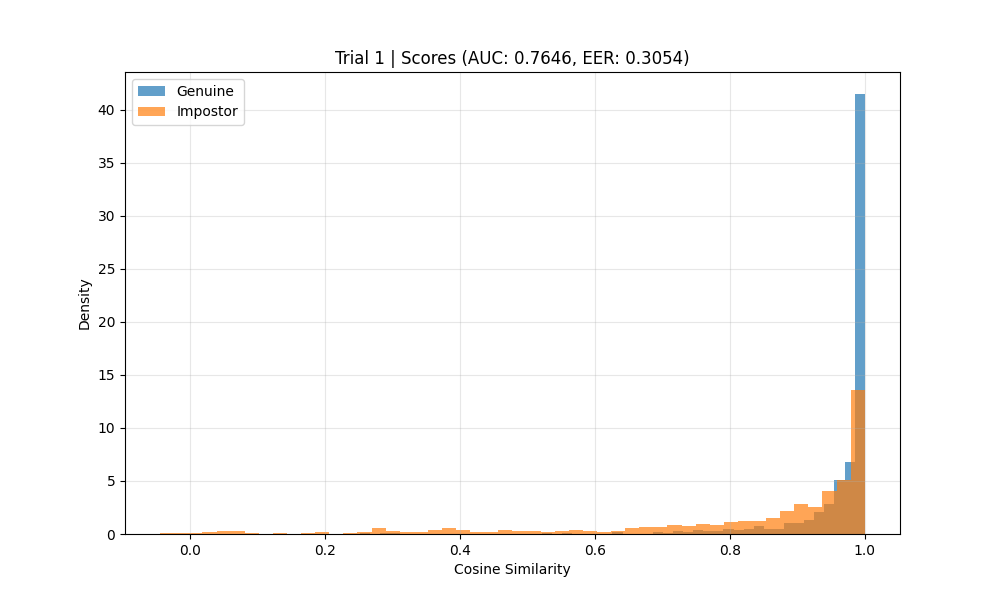 Trial 1 | Scores (AUC: 0.7646, EER: 0.3054)
Genuine
Impostor
40
35
30
25
20
15
10
5
0
Density
0.0 0.2 0.4 0.6 0.8 1.0
Cosine Similarity